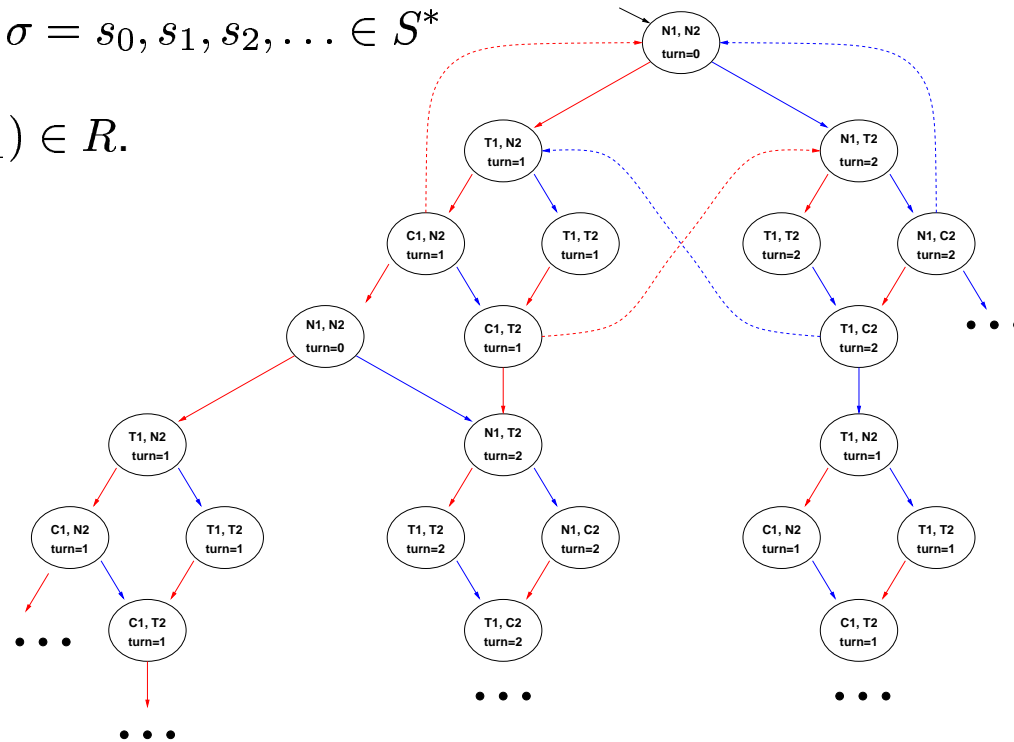 σ = s₀, s₁, s₂, … ∈ S*
) ∈ R.
N1, N2
turn=0
T1, N2
turn=1
N1, T2
turn=2
C1, N2
turn=1
T1, T2
turn=1
T1, T2
turn=2
N1, C2
turn=2
N1, N2
turn=0
C1, T2
turn=1
T1, C2
turn=2
• • •
T1, N2
turn=1
N1, T2
turn=2
T1, N2
turn=1
C1, N2
turn=1
T1, T2
turn=1
T1, T2
turn=2
N1, C2
turn=2
C1, N2
turn=1
T1, T2
turn=1
• • •
C1, T2
turn=1
T1, C2
turn=2
C1, T2
turn=1
• • •
• • •
• • •